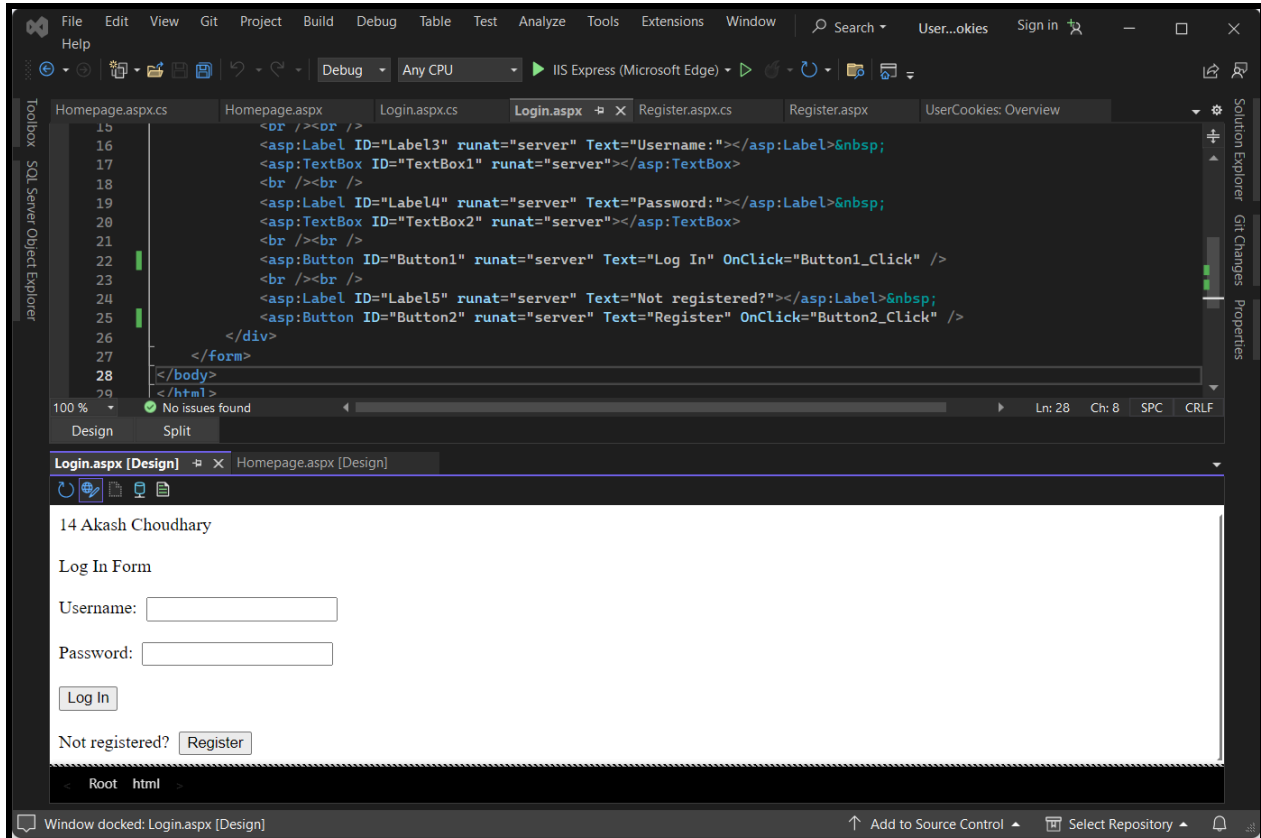 File Edit View Git Project Build Debug Table Test Analyze Tools Extensions Window Search User...okies Sign in
Help
Debug Any CPU IIS Express (Microsoft Edge)
Toolbox
SQL Server Object Explorer
Homepage.aspx.cs Homepage.aspx Login.aspx.cs Login.aspx Register.aspx.cs Register.aspx UserCookies: Overview
15 <br /><br />
16 <asp:Label ID="Label3" runat="server" Text="Username:"></asp:Label>&nbsp;
17 <asp:TextBox ID="TextBox1" runat="server"></asp:TextBox>
18 <br /><br />
19 <asp:Label ID="Label4" runat="server" Text="Password:"></asp:Label>&nbsp;
20 <asp:TextBox ID="TextBox2" runat="server"></asp:TextBox>
21 <br /><br />
22 <asp:Button ID="Button1" runat="server" Text="Log In" OnClick="Button1_Click" />
23 <br /><br />
24 <asp:Label ID="Label5" runat="server" Text="Not registered?"></asp:Label>&nbsp;
25 <asp:Button ID="Button2" runat="server" Text="Register" OnClick="Button2_Click" />
26 </div>
27 </form>
28 </body>
29 </html>
100 % No issues found Ln: 28 Ch: 8 SPC CRLF
Design Split
Solution Explorer
Git Changes
Properties
Login.aspx [Design] Homepage.aspx [Design]
14 Akash Choudhary
Log In Form
Username:
Password:
Log In
Not registered? Register
< Root html >
Window docked: Login.aspx [Design] Add to Source Control Select Repository